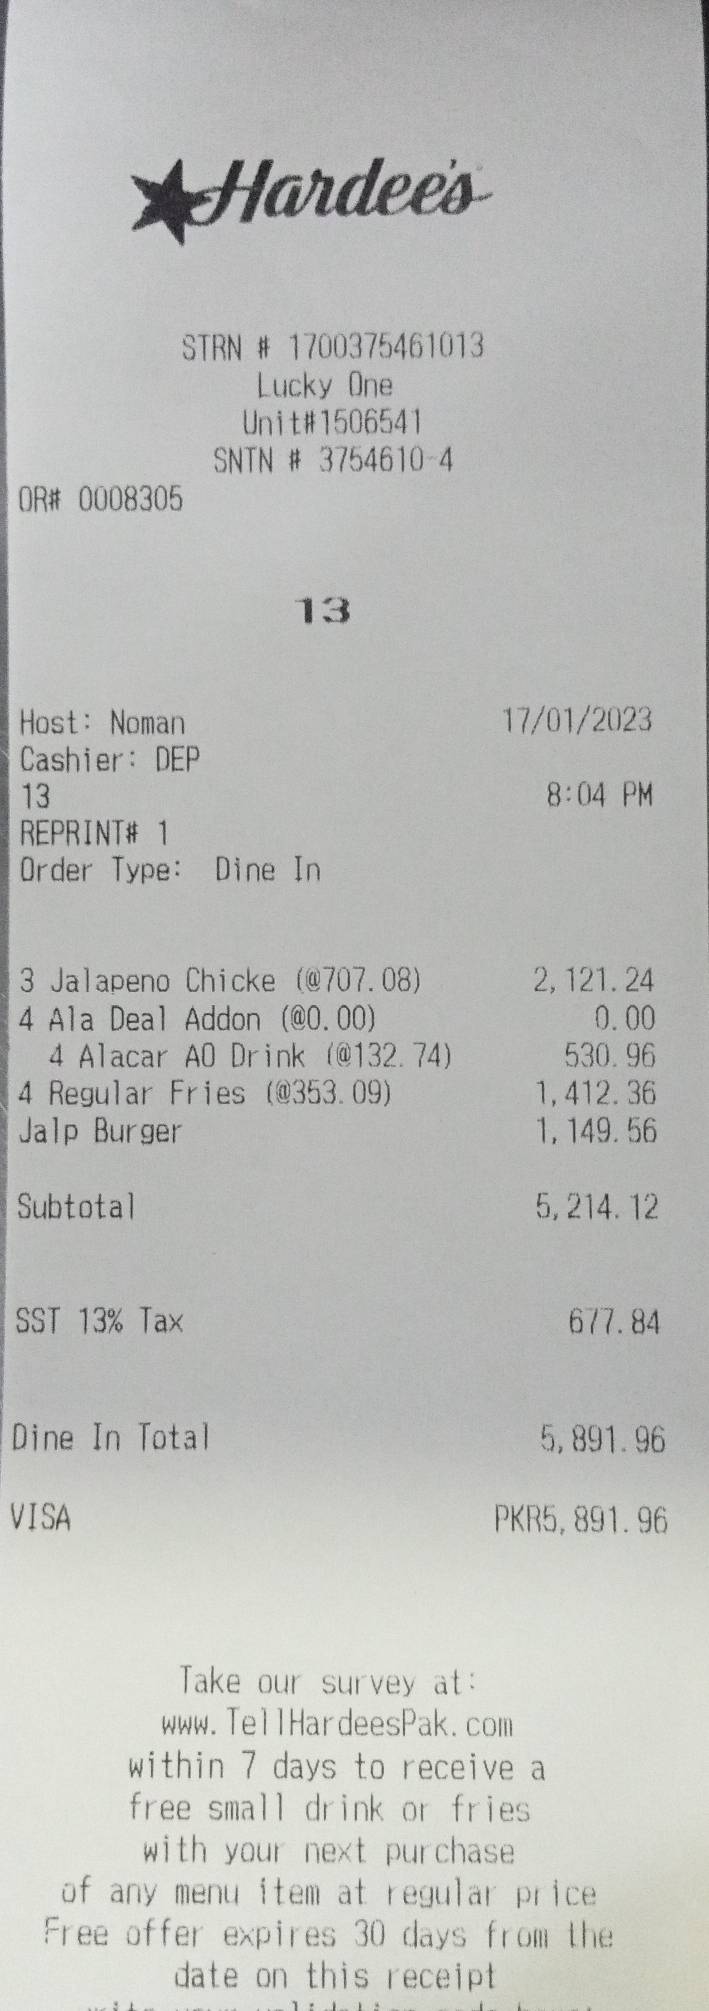 Hardee's
STRN # 1700375461013
Lucky One
Unit#1506541
SNTN # 3754610-4
OR# 0008305
13
Host: Noman 17/01/2023
Cashier: DEP
13 8:04 PM
REPRINT# 1
Order Type: Dine In
3 Jalapeno Chicke (@707.08) 2,121.24
4 Ala Deal Addon (@0.00) 0.00
4 Alacar AO Drink (@132.74) 530.96
4 Regular Fries (@353.09) 1,412.36
Jalp Burger 1,149.56
Subtotal 5,214.12
SST 13% Tax 677.84
Dine In Total 5,891.96
VISA PKR5,891.96
Take our survey at:
www.TellHardeesPak.com
within 7 days to receive a
free small drink or fries
with your next purchase
of any menu item at regular price
Free offer expires 30 days from the
date on this receipt